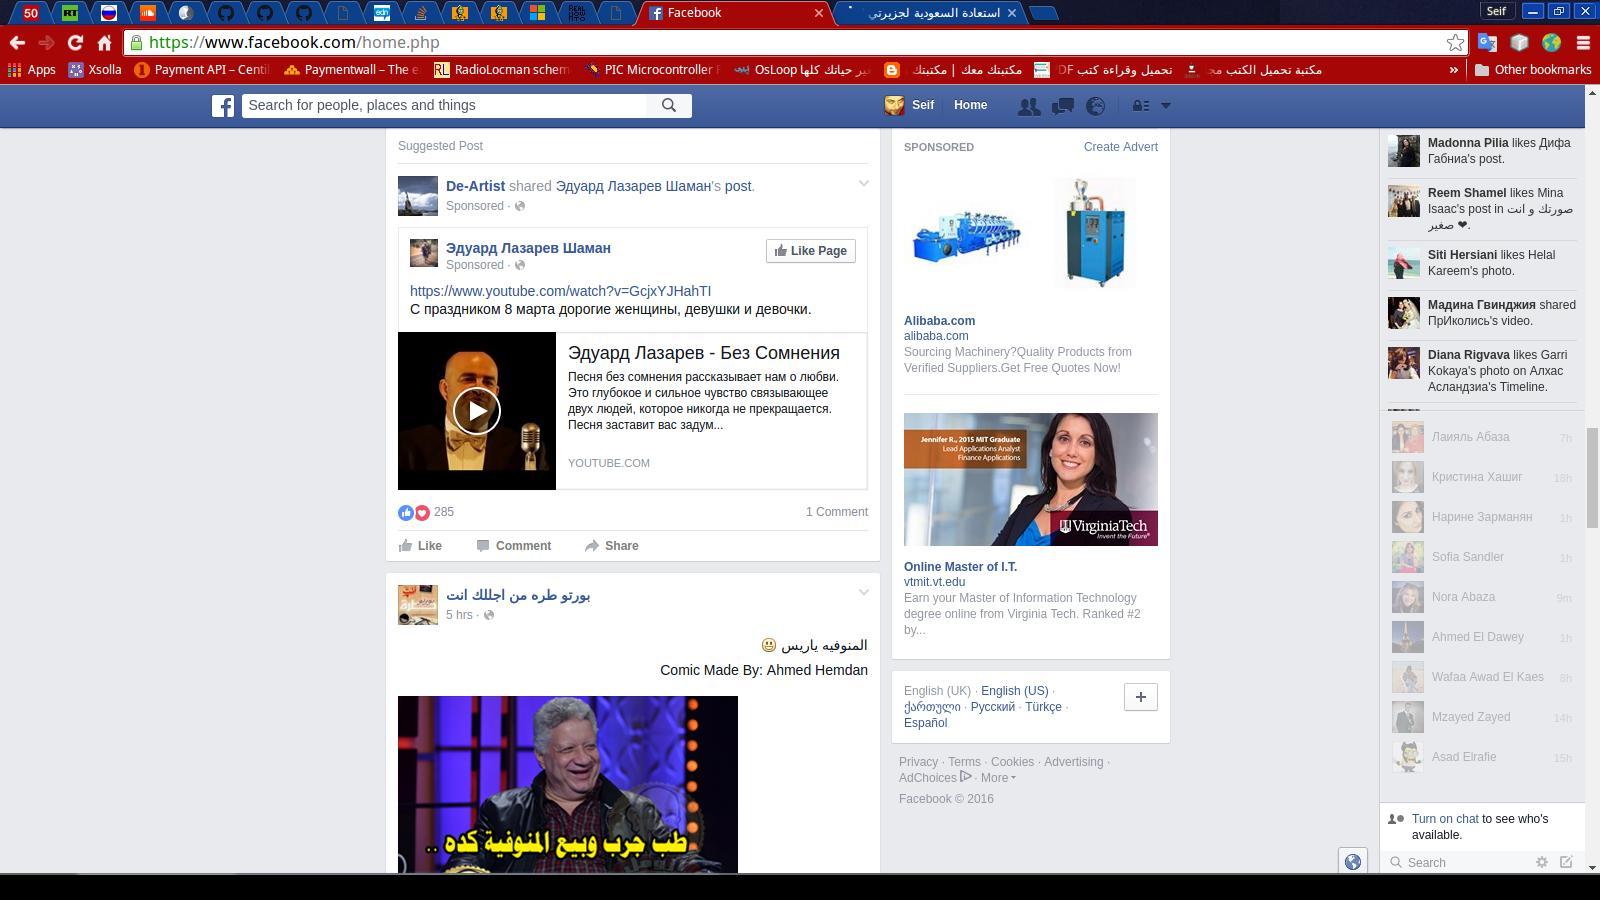 50
RT
edn
Facebook
استعادة السعودية لجزيرتي
Seif
https://www.facebook.com/home.php
Apps
Xsolla
Payment API – Centi
Paymentwall – The e
RL RadioLocman schem
PIC Microcontroller F
OsLoop غير حياتك كلها
مكتبتك معك | مكتبتك
تحميل وقراءة كتب DF
مكتبة تحميل الكتب مج
» Other bookmarks
Search for people, places and things
Seif
Home
Suggested Post
De-Artist shared Эдуард Лазарев Шаман's post.
Sponsored ·
Эдуард Лазарев Шаман
Sponsored ·
Like Page
https://www.youtube.com/watch?v=GcjxYJHahTI
С праздником 8 марта дорогие женщины, девушки и девочки.
Эдуард Лазарев - Без Сомнения
Песня без сомнения рассказывает нам о любви.
Это глубокое и сильное чувство связывающее
двух людей, которое никогда не прекращается.
Песня заставит вас задум...
YOUTUBE.COM
285
1 Comment
Like
Comment
Share
بورتو طره من اجللك انت
5 hrs ·
المنوفيه ياريس 😃
Comic Made By: Ahmed Hemdan
طب جرب وبيع المنوفية كده ..
SPONSORED
Create Advert
Alibaba.com
alibaba.com
Sourcing Machinery?Quality Products from
Verified Suppliers.Get Free Quotes Now!
Jennifer R., 2015 MIT Graduate
Lead Applications Analyst
Finance Applications
VirginiaTech
Invent the Future®
Online Master of I.T.
vtmit.vt.edu
Earn your Master of Information Technology
degree online from Virginia Tech. Ranked #2
by...
English (UK) · English (US) ·
ქართული · Русский · Türkçe ·
Español
+
Privacy · Terms · Cookies · Advertising ·
AdChoices · More
Facebook © 2016
Madonna Pilia likes Дифа
Габниа's post.
Reem Shamel likes Mina
Isaac's post in صورتك و انت
صغير ❤.
Siti Hersiani likes Helal
Kareem's photo.
Мадина Гвинджия shared
ПрИколись's video.
Diana Rigvava likes Garri
Kokaya's photo on Алхас
Асландзиа's Timeline.
Лаияль Абаза 7h
Кристина Хашиг 18h
Нарине Зарманян 1h
Sofia Sandler 1h
Nora Abaza 9m
Ahmed El Dawey 1h
Wafaa Awad El Kaes 8h
Mzayed Zayed 14h
Asad Elrafie 15h
Turn on chat to see who's
available.
Search